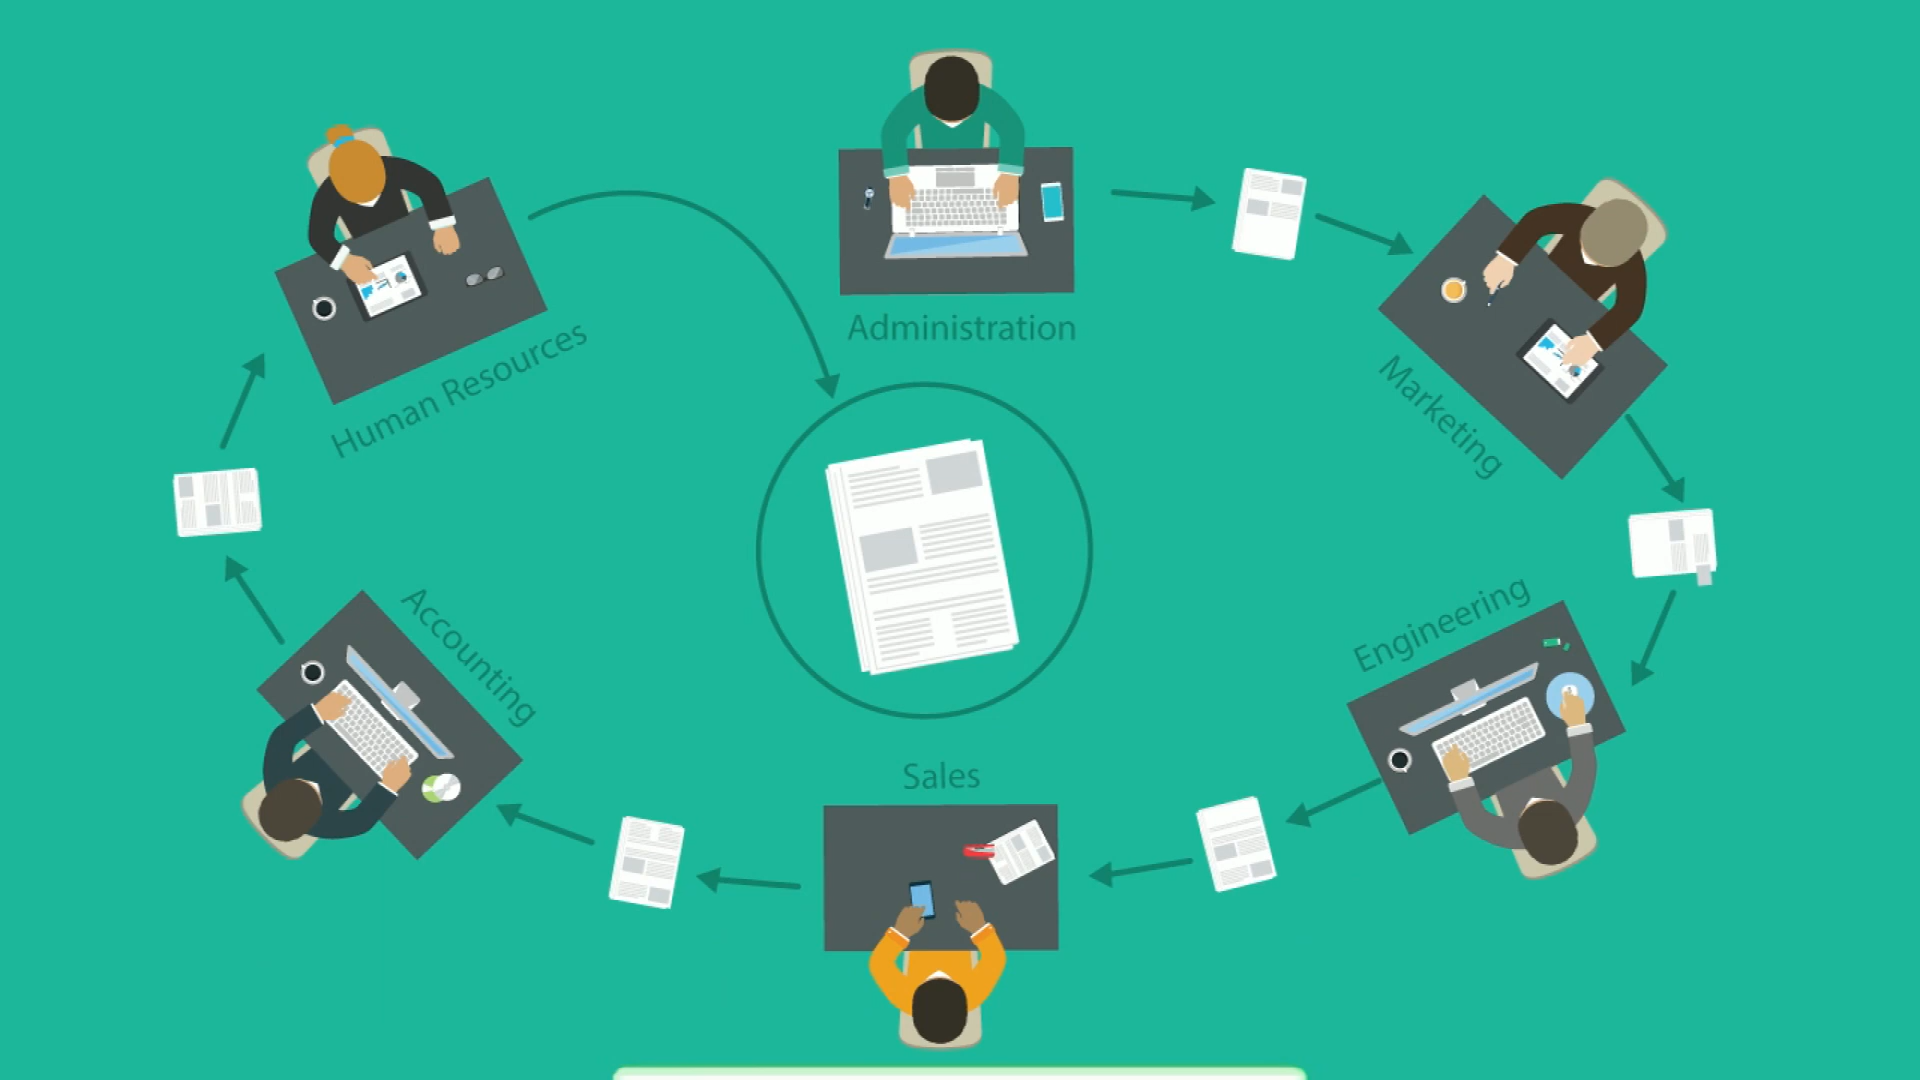 Administration
Human Resources
Marketing
Engineering
Accounting
Sales